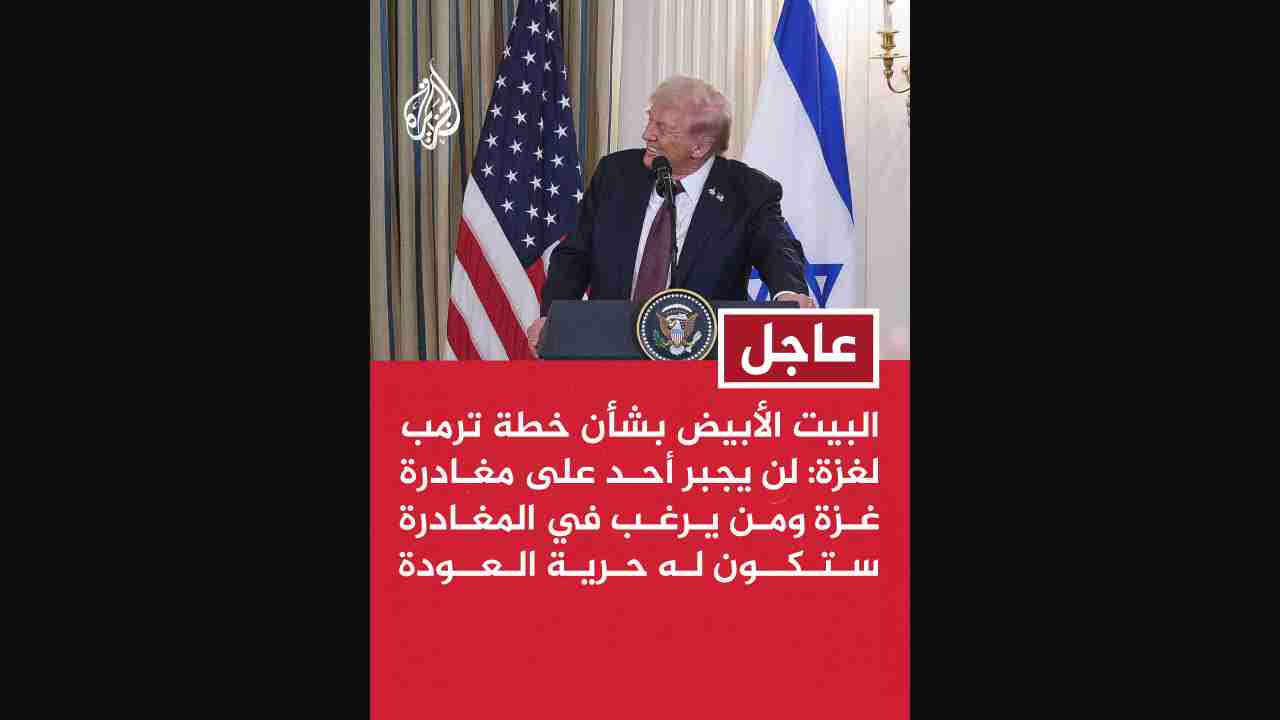 الجزيرة
عاجل
البيت الأبيض بشأن خطة ترمب
لغزة: لن يجبر أحد على مغادرة
غزة ومن يرغب في المغادرة
ستكون له حرية العودة